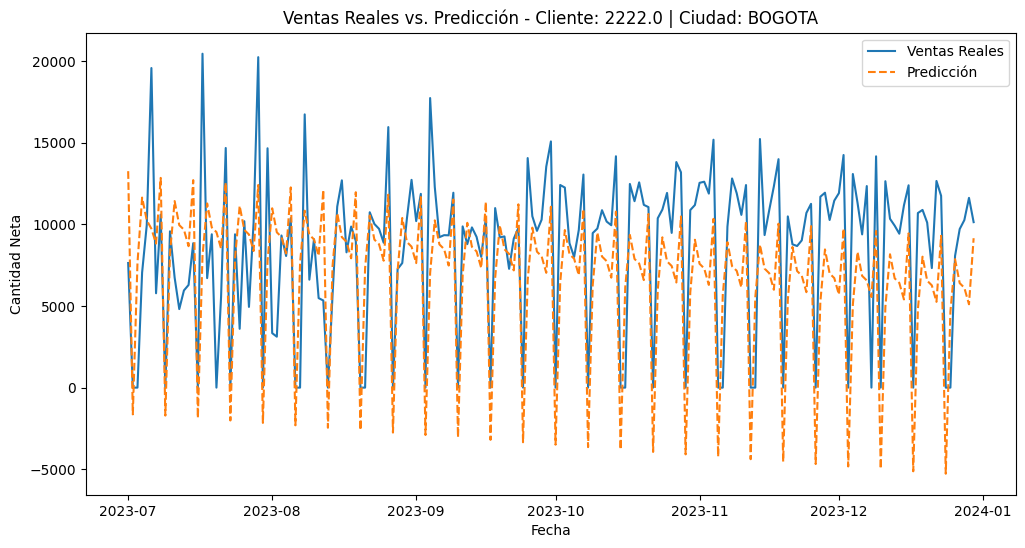 Ventas Reales vs. Predicción - Cliente: 2222.0 | Ciudad: BOGOTA
Ventas Reales
Predicción
20000
15000
10000
5000
0
−5000
Cantidad Neta
2023-07
2023-08
2023-09
2023-10
2023-11
2023-12
2024-01
Fecha